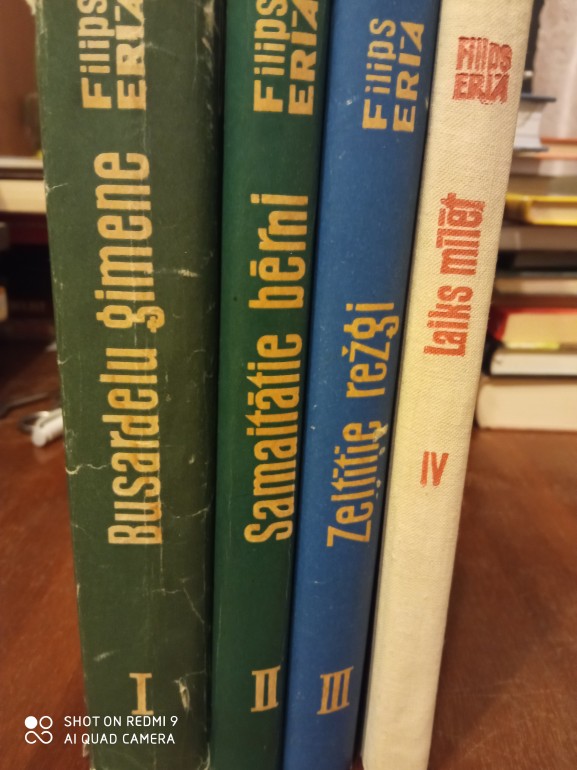 Filips
ERIA
Busardelu ģimene
I
Filips
ERIA
Samaitātie bērni
II
Filips
ERIA
Zeltītie režģi
III
Filips
ERIA
Laiks mīlēt
IV
SHOT ON REDMI 9
AI QUAD CAMERA